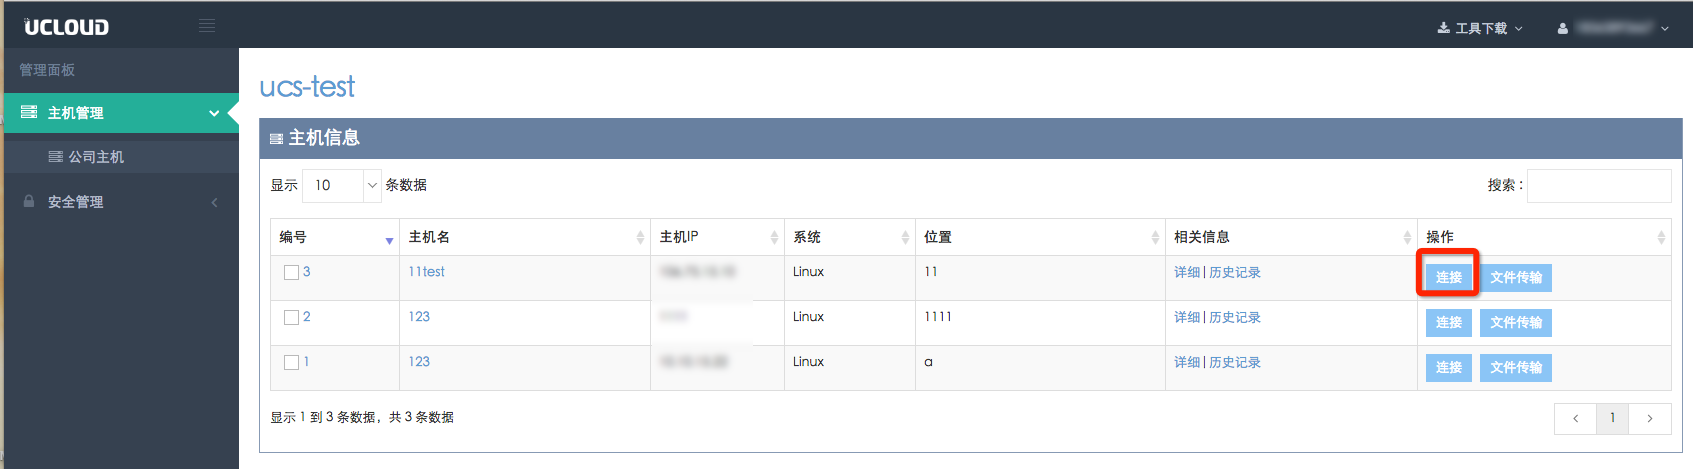 UCLOUD
工具下载
管理面板
主机管理
公司主机
安全管理
ucs-test
主机信息
显示 10 条数据
搜索：
编号 主机名 主机IP 系统 位置 相关信息 操作
3 11test Linux 11 详细 | 历史记录 连接 文件传输
2 123 Linux 1111 详细 | 历史记录 连接 文件传输
1 123 Linux a 详细 | 历史记录 连接 文件传输
显示 1 到 3 条数据，共 3 条数据
< 1 >